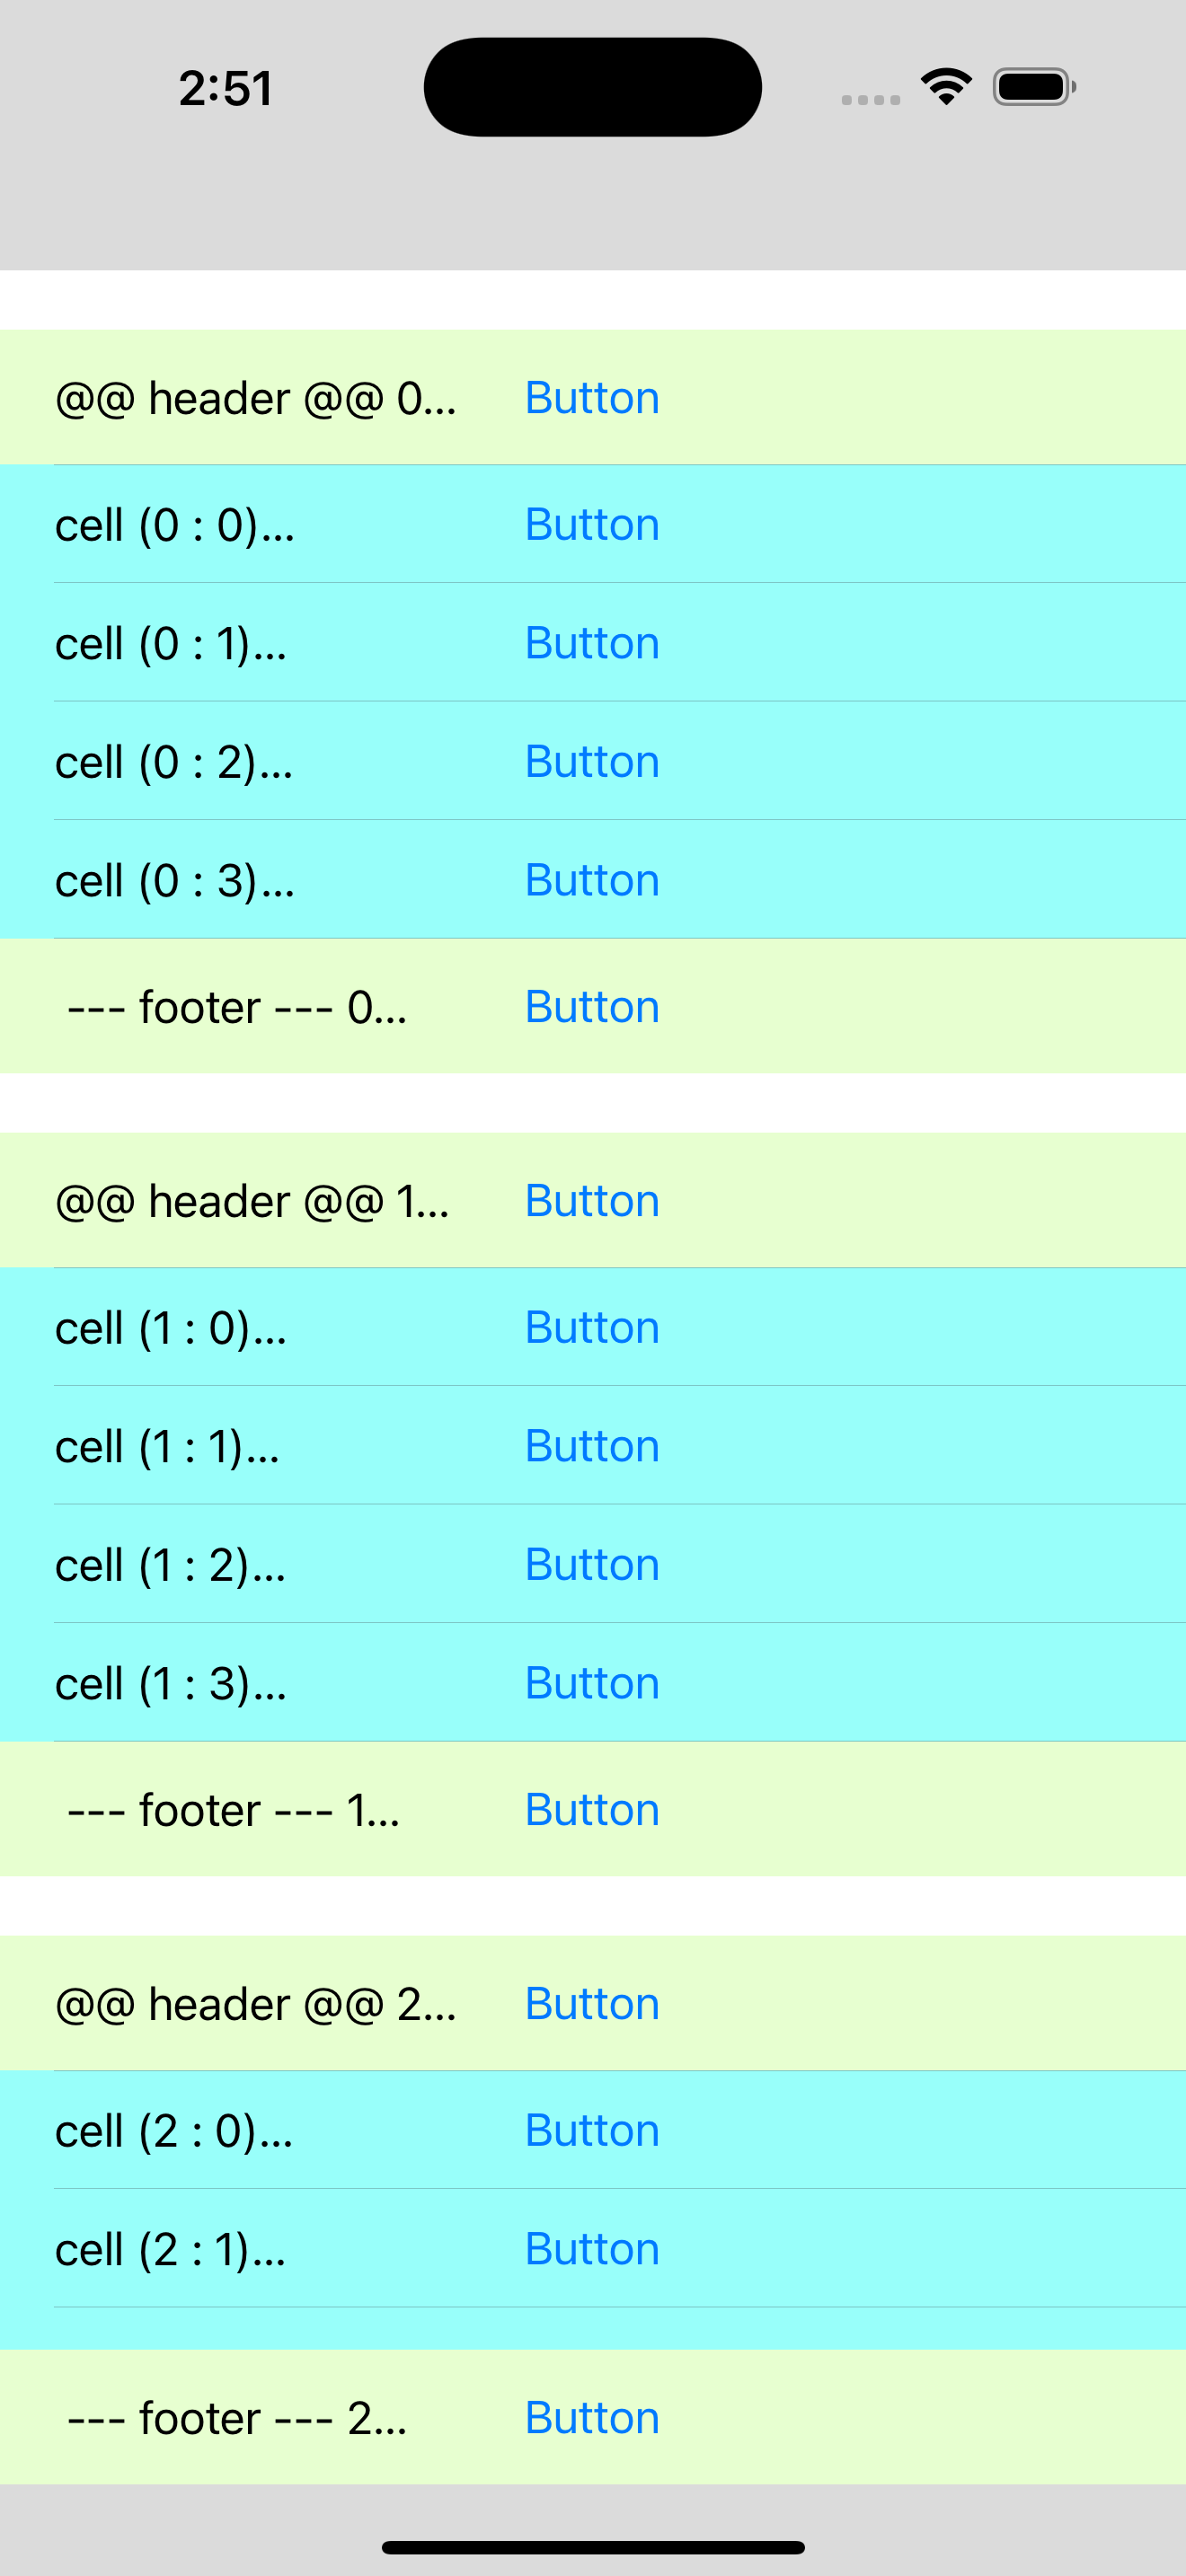 2:51
@@ header @@ 0... Button
cell (0 : 0)... Button
cell (0 : 1)... Button
cell (0 : 2)... Button
cell (0 : 3)... Button
--- footer --- 0... Button
@@ header @@ 1... Button
cell (1 : 0)... Button
cell (1 : 1)... Button
cell (1 : 2)... Button
cell (1 : 3)... Button
--- footer --- 1... Button
@@ header @@ 2... Button
cell (2 : 0)... Button
cell (2 : 1)... Button
--- footer --- 2... Button